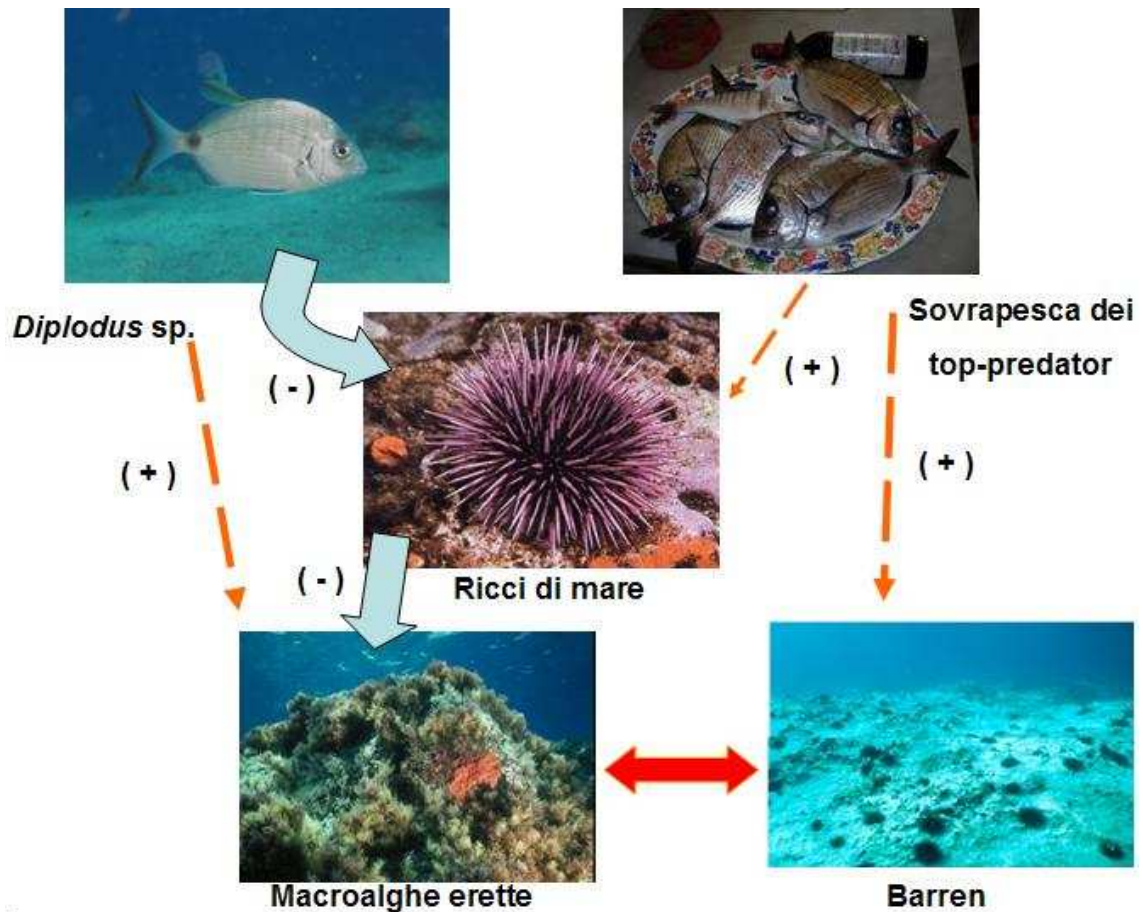 Diplodus sp.
Sovrapesca dei
top-predator
( - )
( + )
( + )
( + )
( - )
Ricci di mare
Macroalghe erette
Barren